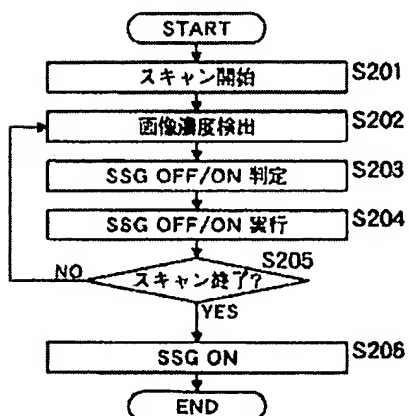 START
スキャン開始 S201
画像濃度検出 S202
SSG OFF/ON 判定 S203
SSG OFF/ON 実行 S204
スキャン終了? S205
NO
YES
SSG ON S206
END